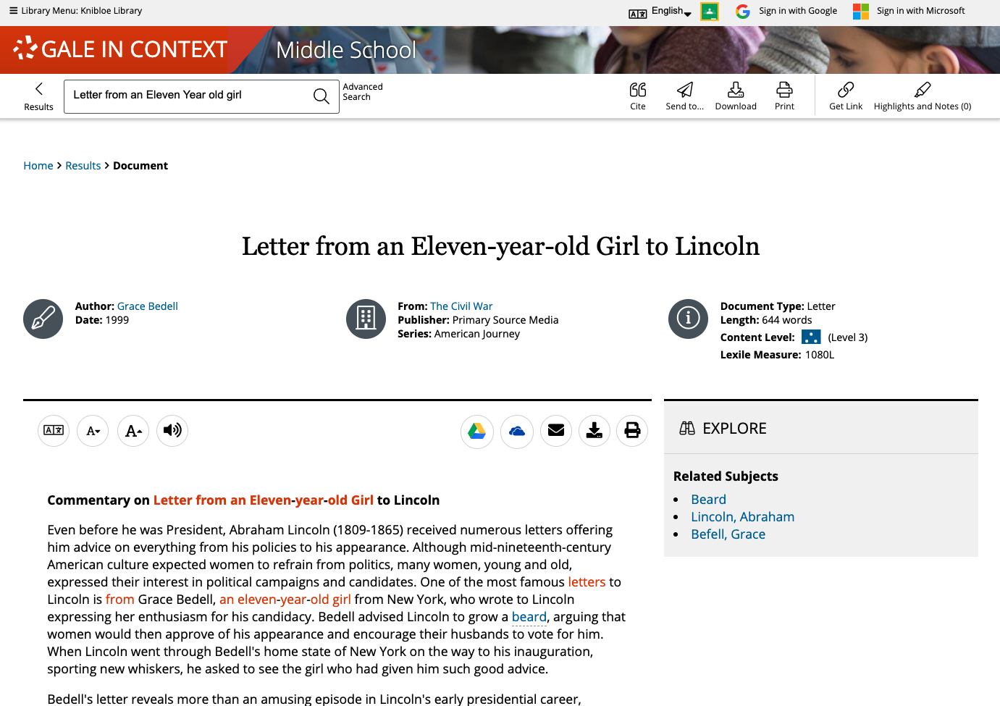 Library Menu: Knibloe Library
English
Sign in with Google
Sign in with Microsoft
GALE IN CONTEXT
Middle School
Results
Letter from an Eleven Year old girl
Advanced
Search
Cite
Send to...
Download
Print
Get Link
Highlights and Notes (0)
Home > Results > Document
Letter from an Eleven-year-old Girl to Lincoln
Author: Grace Bedell
Date: 1999
From: The Civil War
Publisher: Primary Source Media
Series: American Journey
Document Type: Letter
Length: 644 words
Content Level: (Level 3)
Lexile Measure: 1080L
EXPLORE
Related Subjects
• Beard
• Lincoln, Abraham
• Befell, Grace
Commentary on Letter from an Eleven-year-old Girl to Lincoln
Even before he was President, Abraham Lincoln (1809-1865) received numerous letters offering
him advice on everything from his policies to his appearance. Although mid-nineteenth-century
American culture expected women to refrain from politics, many women, young and old,
expressed their interest in political campaigns and candidates. One of the most famous letters to
Lincoln is from Grace Bedell, an eleven-year-old girl from New York, who wrote to Lincoln
expressing her enthusiasm for his candidacy. Bedell advised Lincoln to grow a beard, arguing that
women would then approve of his appearance and encourage their husbands to vote for him.
When Lincoln went through Bedell's home state of New York on the way to his inauguration,
sporting new whiskers, he asked to see the girl who had given him such good advice.
Bedell's letter reveals more than an amusing episode in Lincoln's early presidential career,